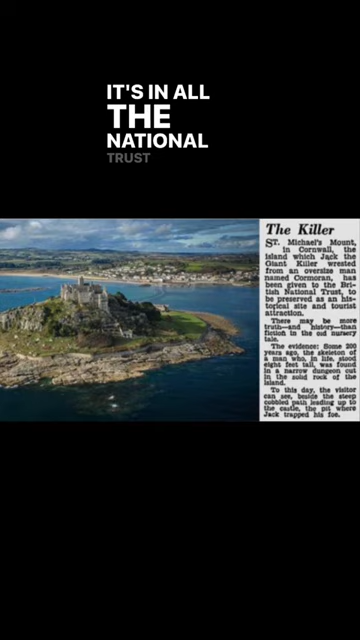 IT'S IN ALL
THE
NATIONAL
TRUST
The Killer
ST. Michael's Mount,
in Cornwall, the
island which Jack the
Giant Killer wrested
from an oversize man
named Cormoran, has
been given to the Bri-
tish National Trust, to
be preserved as an his-
torical site and tourist
attraction.
There may be more
truth—and history—than
fiction in the old nursery
tale.
The evidence: Some 200
years ago, the skeleton of
a man who, in life, stood
eight feet tall, was found
in a narrow dungeon cut
in the solid rock of the
island.
To this day, the visitor
can see, beside the steep
cobbled path leading up to
the castle, the pit where
Jack trapped his foe.